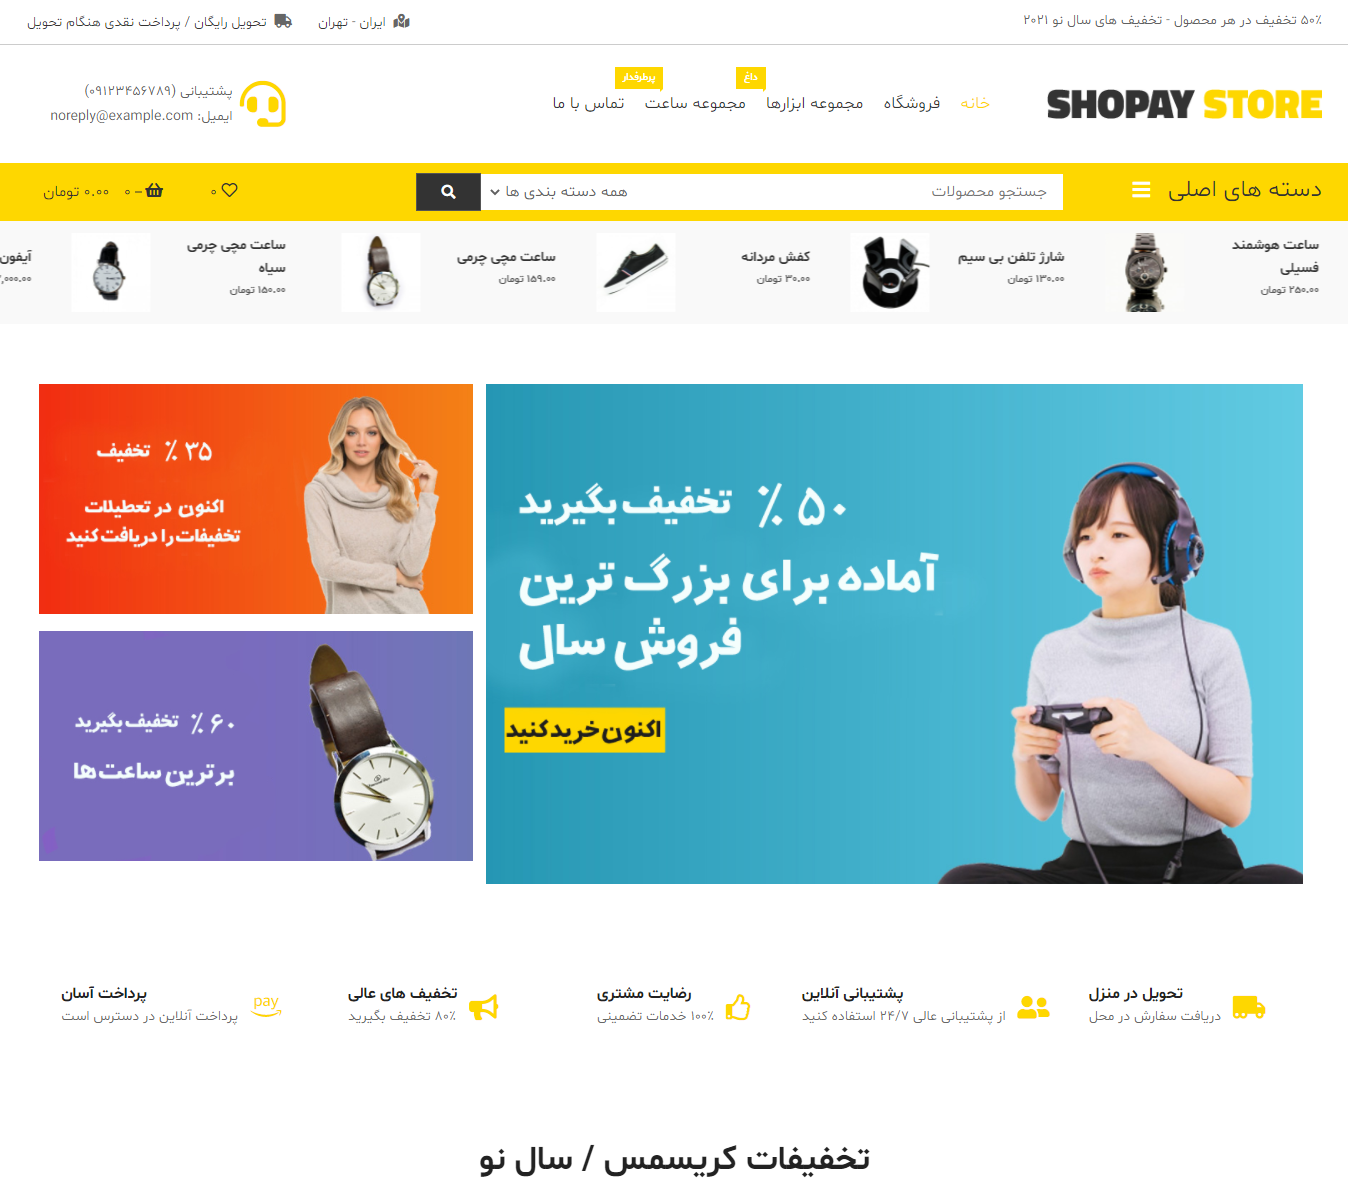 ۵۰٪ تخفیف در هر محصول - تخفیف های سال نو ۲۰۲۱
ایران - تهران
تحویل رایگان / پرداخت نقدی هنگام تحویل
SHOPAY STORE
داغ
پرطرفدار
خانه
فروشگاه
مجموعه ابزارها
مجموعه ساعت
تماس با ما
پشتیبانی (۰۹۱۲۳۴۵۶۷۸۹)
ایمیل: noreply@example.com
دسته های اصلی
جستجو محصولات
همه دسته بندی ها
۰
۰ – ۰.۰۰ تومان
ساعت هوشمند
فسیلی
۲۵۰.۰۰ تومان
شارژ تلفن بی سیم
۱۳۰.۰۰ تومان
کفش مردانه
۳۰.۰۰ تومان
ساعت مچی چرمی
۱۵۹.۰۰ تومان
ساعت مچی چرمی
سیاه
۱۵۰.۰۰ تومان
آیفون
,۰۰۰.۰۰ تومان
۵۰ ٪ تخفیف بگیرید
آماده برای بزرگ ترین
فروش سال
اکنون خرید کنید
۳۵ ٪ تخفیف
اکنون در تعطیلات
تخفیفات را دریافت کنید
۶۰ ٪ تخفیف بگیرید
برترین ساعت ها
تحویل در منزل
دریافت سفارش در محل
پشتیبانی آنلاین
از پشتیبانی عالی ۲۴/۷ استفاده کنید
رضایت مشتری
۱۰۰٪ خدمات تضمینی
تخفیف های عالی
۸۰٪ تخفیف بگیرید
pay
پرداخت آسان
پرداخت آنلاین در دسترس است
تخفیفات کریسمس / سال نو